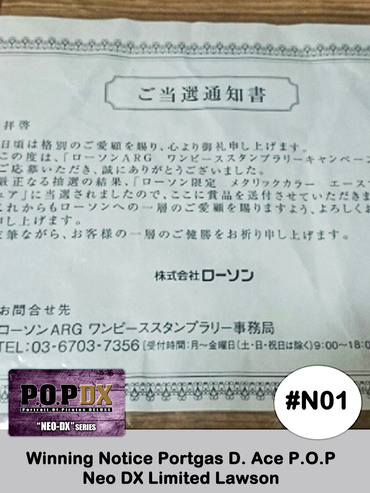 ご当選通知書
拝啓
日頃は格別のご愛顧を賜り、心より御礼申し上げます。
この度は、「ローソンARG ワンピーススタンプラリーキャンペーン
ご応募いただき、誠にありがとうございました。
厳正なる抽選の結果、「ローソン限定 メタリックカラー エース
ュア」に当選されましたので、ここに賞品を送付させていただきま
これからもローソンへの一層のご愛顧を賜りますよう、よろしくお
申し上げます。
末筆ながら、お客様の一層のご健勝をお祈り申し上げます。
株式会社ローソン
お問合せ先
ローソンARG ワンピーススタンプラリー事務局
TEL:03-6703-7356 [受付時間:月~金曜日(土・日・祝日は除く)9:00~18:0
P.O.P DX
Portrait.Of.Pirates DELUXE
"NEO-DX" SERIES
#N01
Winning Notice Portgas D. Ace P.O.P
Neo DX Limited Lawson